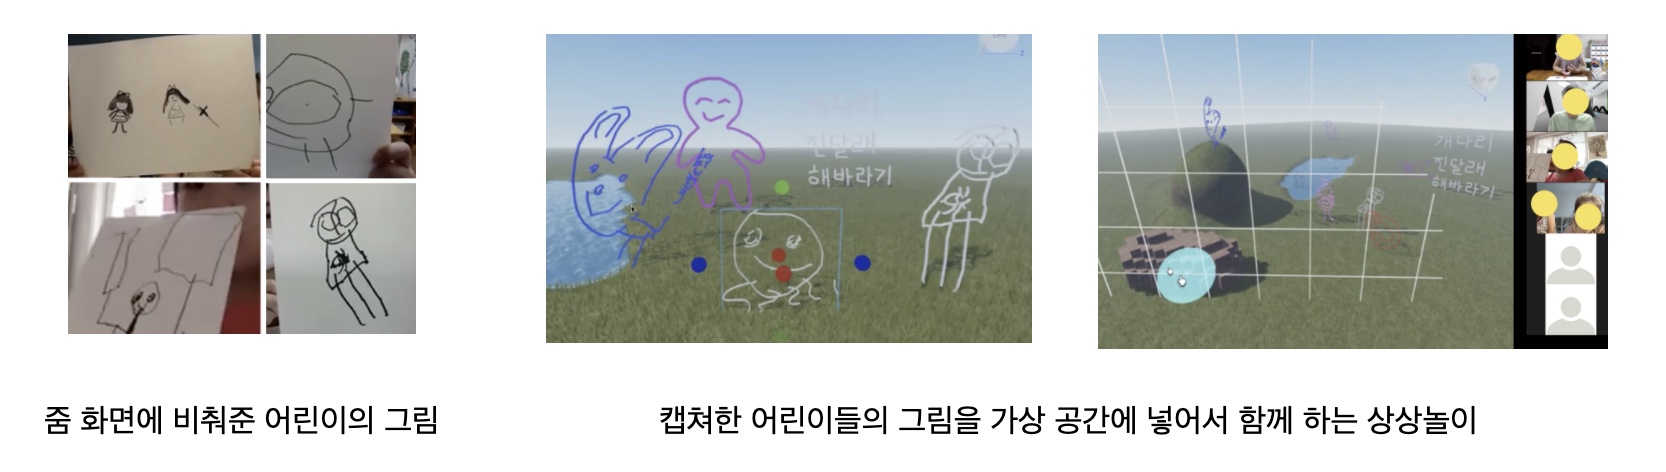 진달래
해바라기
개나리
진달래
해바라기
줌 화면에 비춰준 어린이의 그림
캡쳐한 어린이들의 그림을 가상 공간에 넣어서 함께 하는 상상놀이